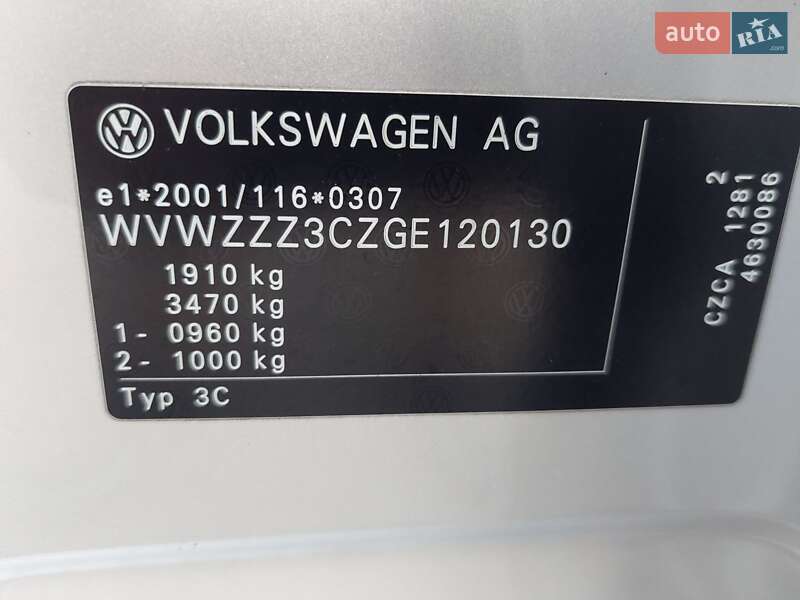 auto RIA
.com
VOLKSWAGEN AG
e1*2001/116*0307
WVWZZZ3CZGE120130
1910 kg
3470 kg
1- 0960 kg
2- 1000 kg
Typ 3C
2
CZCA 1281
4630086